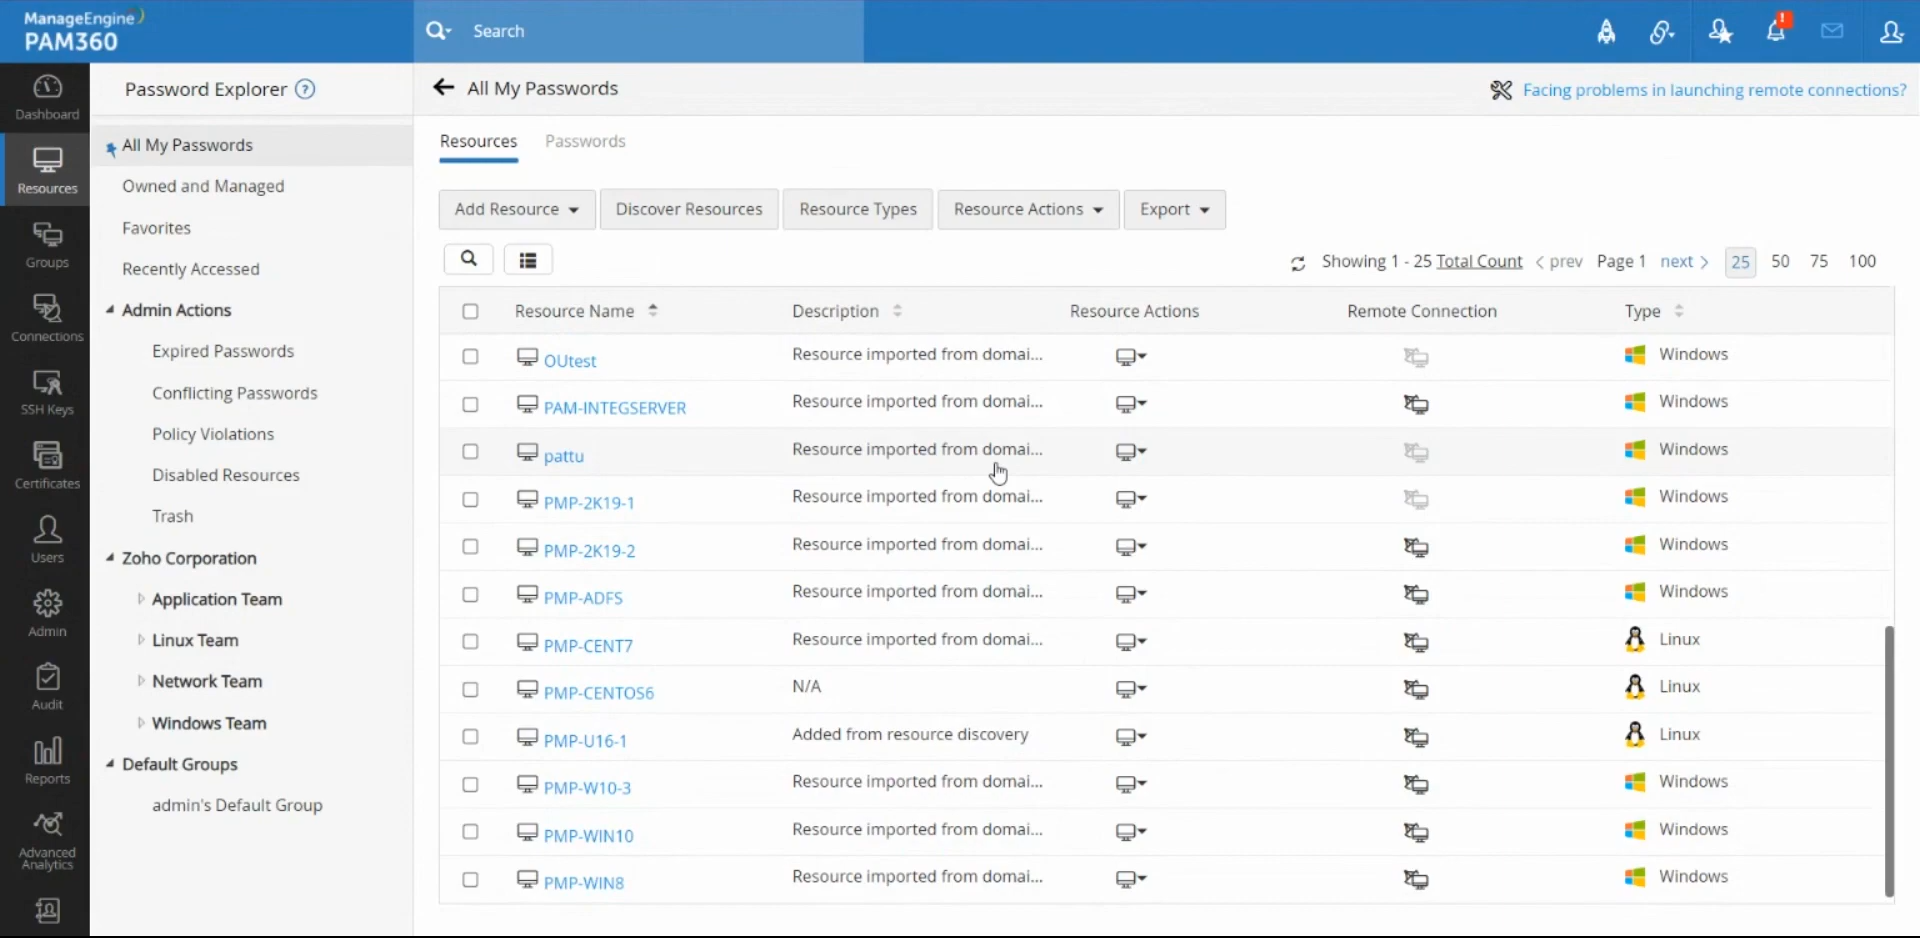 ManageEngine
PAM360
Search
!
Dashboard
Resources
Groups
Connections
SSH Keys
Certificates
Users
Admin
Audit
Reports
Advanced
Analytics
Password Explorer ?
All My Passwords
Owned and Managed
Favorites
Recently Accessed
Admin Actions
Expired Passwords
Conflicting Passwords
Policy Violations
Disabled Resources
Trash
Zoho Corporation
Application Team
Linux Team
Network Team
Windows Team
Default Groups
admin's Default Group
All My Passwords
Facing problems in launching remote connections?
Resources Passwords
Add Resource Discover Resources Resource Types Resource Actions Export
Showing 1 - 25 Total Count < prev Page 1 next > 25 50 75 100
Resource Name Description Resource Actions Remote Connection Type
OUtest Resource imported from domai... Windows
PAM-INTEGSERVER Resource imported from domai... Windows
pattu Resource imported from domai... Windows
PMP-2K19-1 Resource imported from domai... Windows
PMP-2K19-2 Resource imported from domai... Windows
PMP-ADFS Resource imported from domai... Windows
PMP-CENT7 Resource imported from domai... Linux
PMP-CENTOS6 N/A Linux
PMP-U16-1 Added from resource discovery Linux
PMP-W10-3 Resource imported from domai... Windows
PMP-WIN10 Resource imported from domai... Windows
PMP-WIN8 Resource imported from domai... Windows